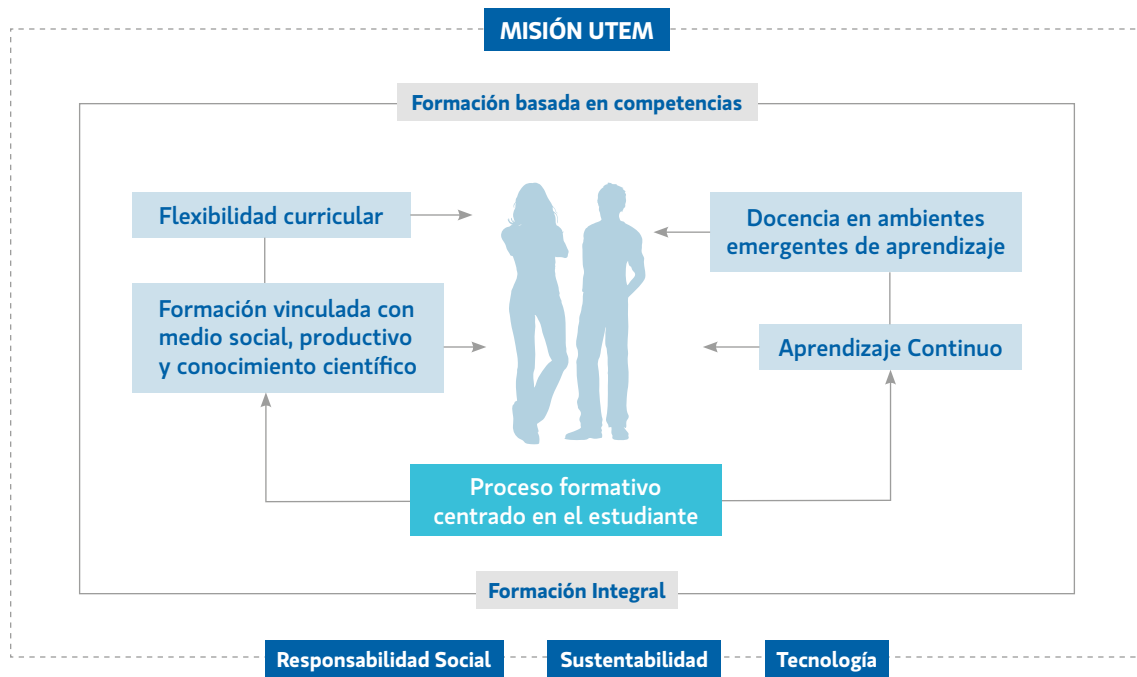 MISIÓN UTEM
Formación basada en competencias
Flexibilidad curricular
Docencia en ambientes
emergentes de aprendizaje
Formación vinculada con
medio social, productivo
y conocimiento científico
Aprendizaje Continuo
Proceso formativo
centrado en el estudiante
Formación Integral
Responsabilidad Social
Sustentabilidad
Tecnología